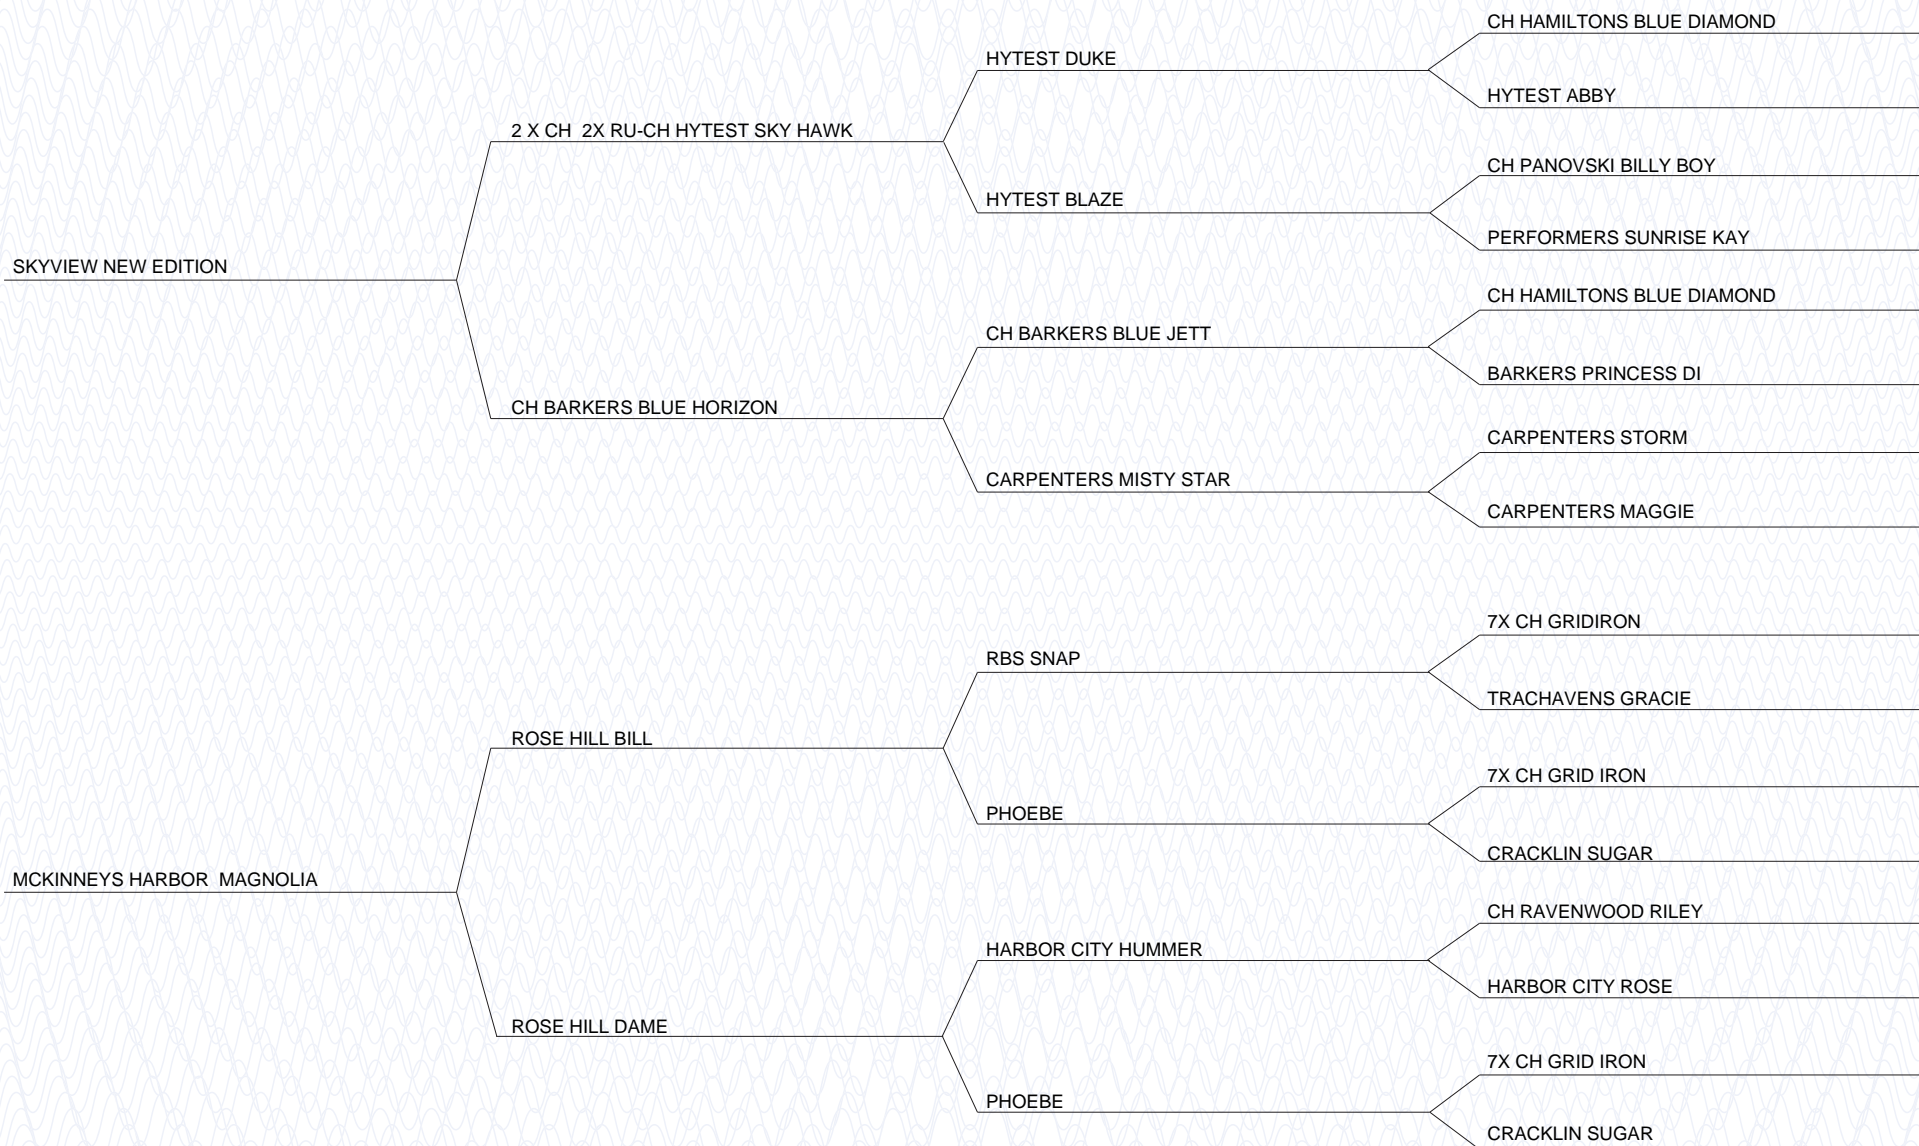 CH HAMILTONS BLUE DIAMOND
HYTEST DUKE
HYTEST ABBY
2 X CH  2X RU-CH HYTEST SKY HAWK
CH PANOVSKI BILLY BOY
HYTEST BLAZE
PERFORMERS SUNRISE KAY
SKYVIEW NEW EDITION
CH HAMILTONS BLUE DIAMOND
CH BARKERS BLUE JETT
BARKERS PRINCESS DI
CH BARKERS BLUE HORIZON
CARPENTERS STORM
CARPENTERS MISTY STAR
CARPENTERS MAGGIE
7X CH GRIDIRON
RBS SNAP
TRACHAVENS GRACIE
ROSE HILL BILL
7X CH GRID IRON
PHOEBE
CRACKLIN SUGAR
MCKINNEYS HARBOR  MAGNOLIA
CH RAVENWOOD RILEY
HARBOR CITY HUMMER
HARBOR CITY ROSE
ROSE HILL DAME
7X CH GRID IRON
PHOEBE
CRACKLIN SUGAR